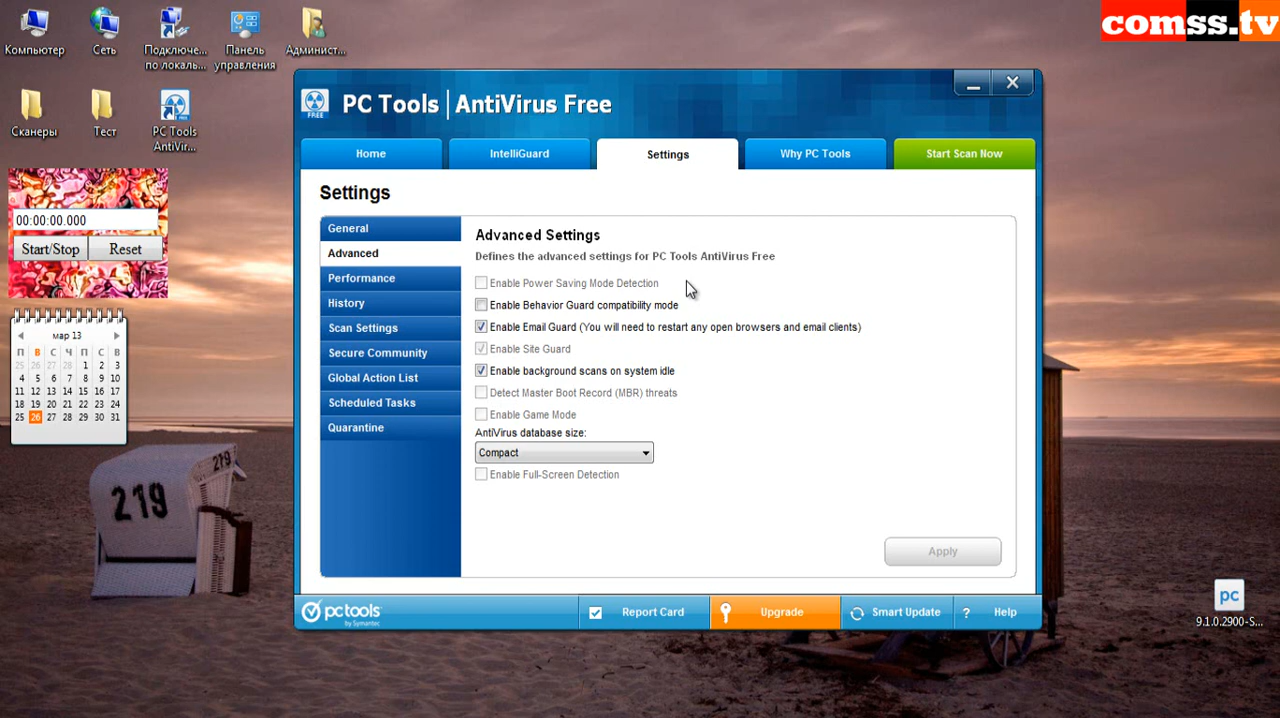 comss.tv
Компьютер
Сеть
Подключе...
по локаль...
Панель
управления
Админист...
Сканеры
Тест
PC Tools
AntiVir...
00:00:00.000
Start/Stop
Reset
мар 13
П В С Ч П С В
25 26 27 28 1 2 3
4 5 6 7 8 9 10
11 12 13 14 15 16 17
18 19 20 21 22 23 24
25 26 27 28 29 30 31
219
219
FREE
PC Tools AntiVirus Free
Home
IntelliGuard
Settings
Why PC Tools
Start Scan Now
Settings
General
Advanced
Performance
History
Scan Settings
Secure Community
Global Action List
Scheduled Tasks
Quarantine
Advanced Settings
Defines the advanced settings for PC Tools AntiVirus Free
Enable Power Saving Mode Detection
Enable Behavior Guard compatibility mode
Enable Email Guard (You will need to restart any open browsers and email clients)
Enable Site Guard
Enable background scans on system idle
Detect Master Boot Record (MBR) threats
Enable Game Mode
AntiVirus database size:
Compact
Enable Full-Screen Detection
Apply
pctools
by Symantec
Report Card
Upgrade
Smart Update
? Help
pc
9.1.0.2900-S...